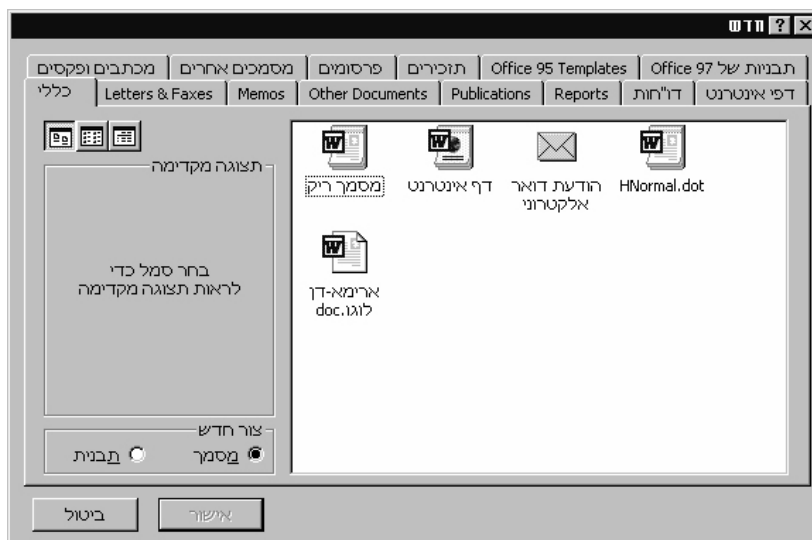 חדש
תבניות של Office 97 Office 95 Templates תזכירים פרסומים מסמכים אחרים מכתבים ופקסים
כללי Letters & Faxes Memos Other Documents Publications Reports דו"חות דפי אינטרנט
תצוגה מקדימה
בחר סמל כדי
לראות תצוגה מקדימה
צור חדש
מסמך
תבנית
מסמך ריק
דף אינטרנט
הודעת דואר
אלקטרוני
HNormal.dot
ארימא-דן
לוגו.doc
אישור
ביטול